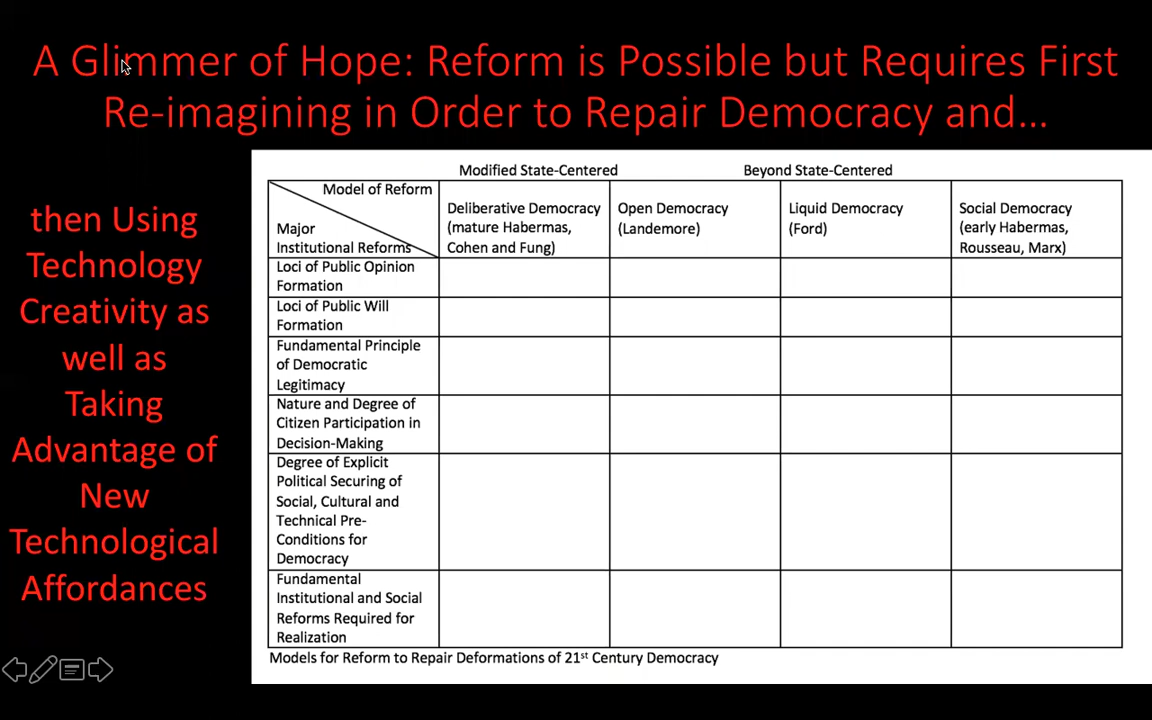 A Glimmer of Hope: Reform is Possible but Requires First
Re-imagining in Order to Repair Democracy and...
then Using
Technology
Creativity as
well as
Taking
Advantage of
New
Technological
Affordances
Modified State-Centered
Beyond State-Centered
Model of Reform
Major
Institutional Reforms
Deliberative Democracy
(mature Habermas,
Cohen and Fung)
Open Democracy
(Landemore)
Liquid Democracy
(Ford)
Social Democracy
(early Habermas,
Rousseau, Marx)
Loci of Public Opinion
Formation
Loci of Public Will
Formation
Fundamental Principle
of Democratic
Legitimacy
Nature and Degree of
Citizen Participation in
Decision-Making
Degree of Explicit
Political Securing of
Social, Cultural and
Technical Pre-
Conditions for
Democracy
Fundamental
Institutional and Social
Reforms Required for
Realization
Models for Reform to Repair Deformations of 21st Century Democracy